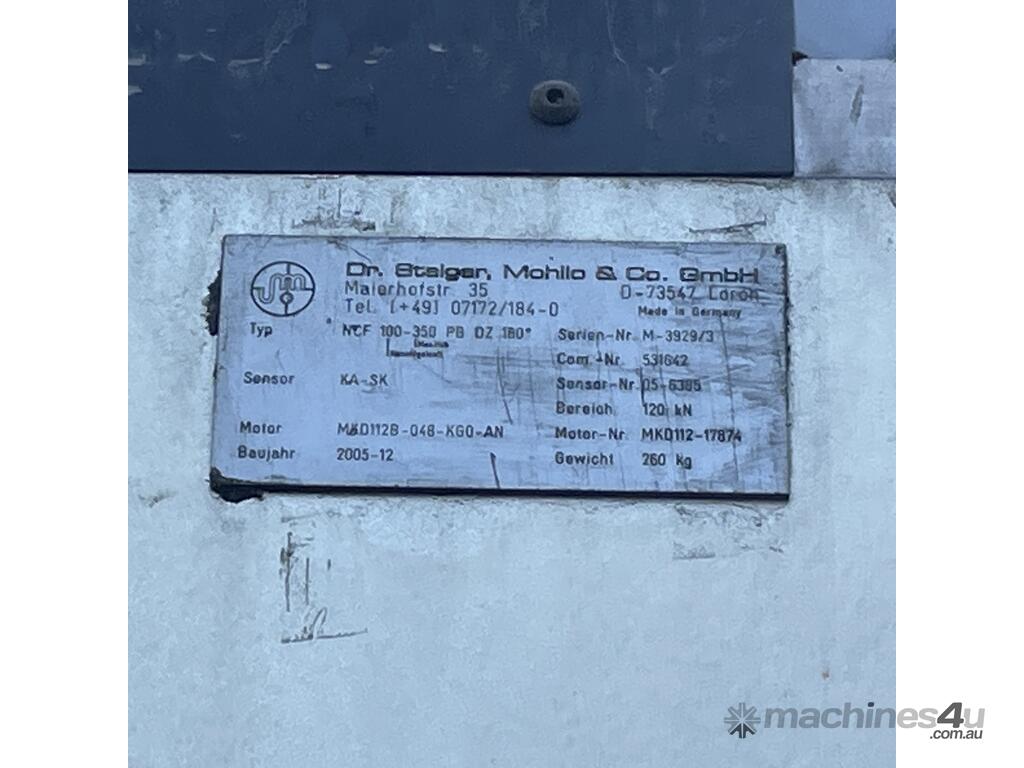 Dr. Staiger, Mohilo & Co. GmbH
Maierhofstr. 35 D-73547 Lorch
Tel. (+49) 07172/184-0 Made in Germany
Typ NCF 100-350 PB DZ 180° Serien-Nr. M-3929/3
Max.Hub
Nennfügekraft
Com.-Nr. 531642
Sensor KA-SK Sensor-Nr. 05-6385
Bereich 120 kN
Motor MKD112B-048-KG0-AN Motor-Nr. MKD112-17874
Baujahr 2005-12 Gewicht 260 kg
machines4u
.com.au